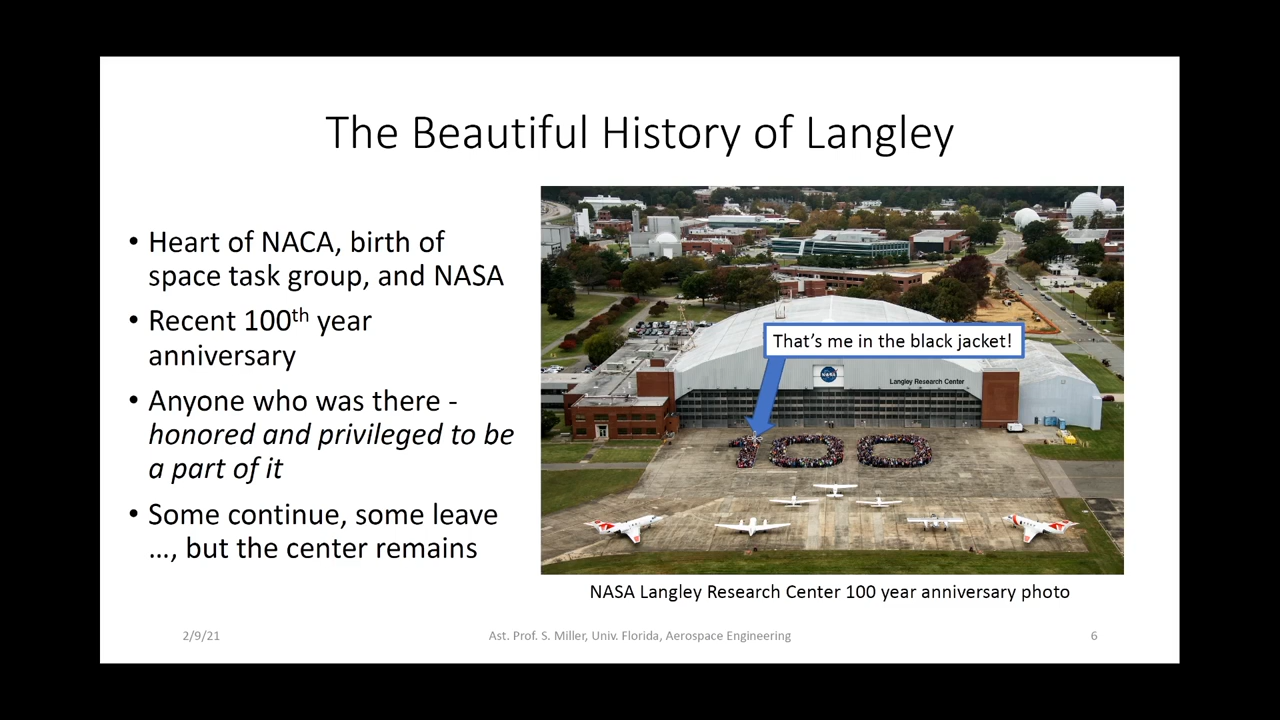 The Beautiful History of Langley
• Heart of NACA, birth of
space task group, and NASA
• Recent 100th year
anniversary
• Anyone who was there -
honored and privileged to be
a part of it
• Some continue, some leave
…, but the center remains
That's me in the black jacket!
NASA
Langley Research Center
100
NASA Langley Research Center 100 year anniversary photo
2/9/21
Ast. Prof. S. Miller, Univ. Florida, Aerospace Engineering
6